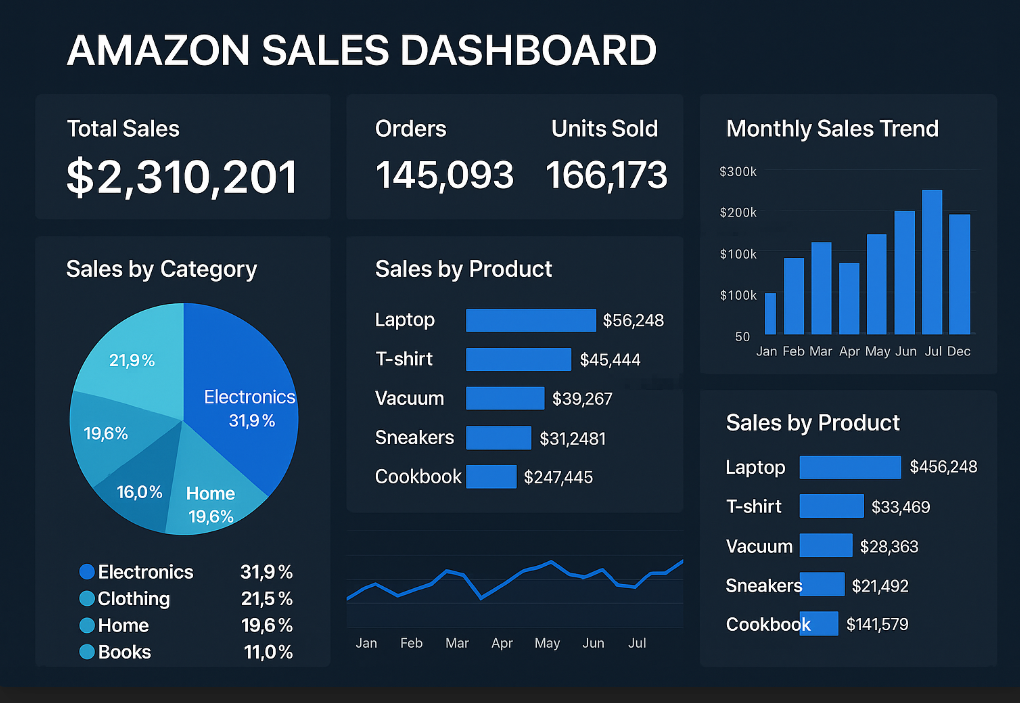 AMAZON SALES DASHBOARD
Total Sales
$2,310,201
Orders
145,093
Units Sold
166,173
Monthly Sales Trend
$300k
$200k
$100k
$100k
50
Jan Feb Mar Apr May Jun Jul Dec
Sales by Category
21,9%
Electronics
31,9%
19,6%
16,0%
Home
19,6%
Electronics 31,9%
Clothing 21,5%
Home 19,6%
Books 11,0%
Sales by Product
Laptop $56,248
T-shirt $45,444
Vacuum $39,267
Sneakers $31,2481
Cookbook $247,445
Jan Feb Mar Apr May Jun Jul
Sales by Product
Laptop $456,248
T-shirt $33,469
Vacuum $28,363
Sneakers $21,492
Cookbook $141,579